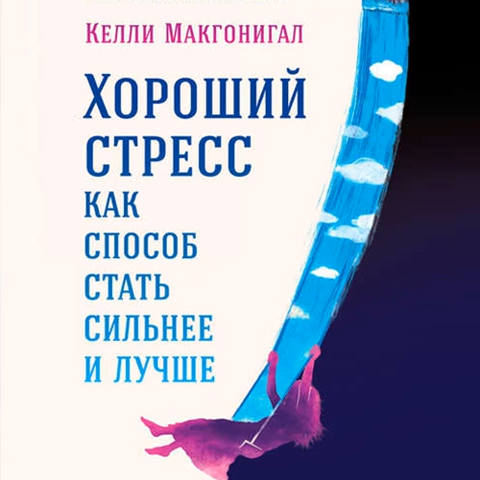 Келли Макгонигал
Хороший
стресс
как
способ
стать
сильнее
и лучше